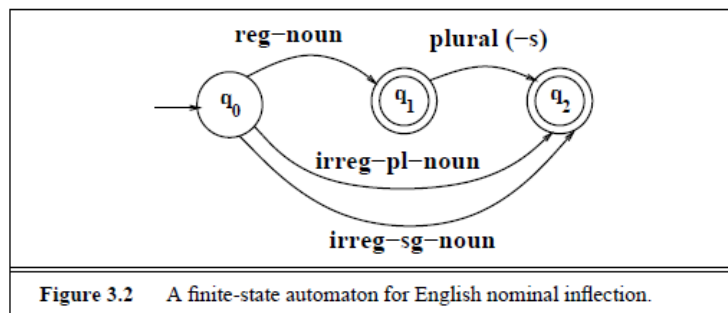 reg−noun
plural (−s)
q0
q1
q2
irreg−pl−noun
irreg−sg−noun
Figure 3.2 A finite-state automaton for English nominal inflection.